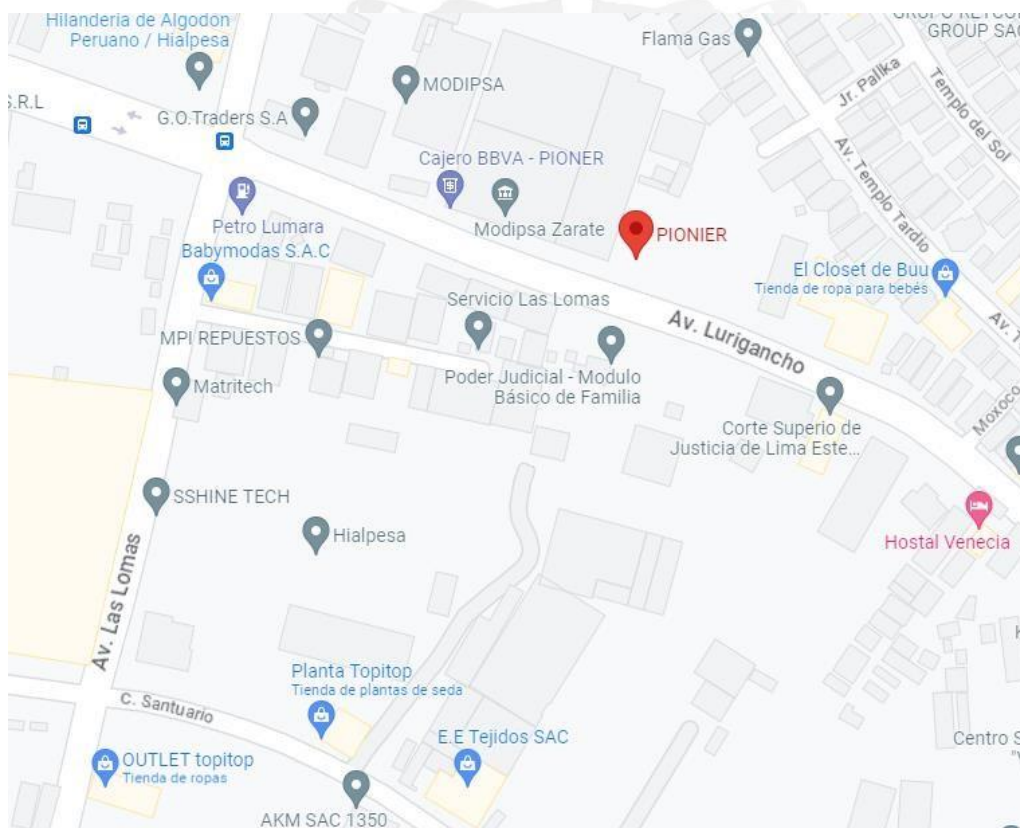 Hilandería de Algodón
Peruano / Hialpesa
GROUP SAC
Flama Gas
MODIPSA
Jr. Pallka
S.R.L
G.O.Traders S.A
Templo del Sol
Cajero BBVA - PIONER
Av. Templo Tardío
Petro Lumara
Modipsa Zarate
PIONIER
Babymodas S.A.C
El Closet de Buu
Tienda de ropa para bebés
Servicio Las Lomas
Av. Lurigancho
Av. T
MPI REPUESTOS
Matritech
Poder Judicial - Modulo
Básico de Familia
Moxoco
Corte Superio de
Justicia de Lima Este...
SSHINE TECH
Hialpesa
Hostal Venecia
Av. Las Lomas
Planta Topitop
Tienda de plantas de seda
C. Santuario
E.E Tejidos SAC
Centro S
OUTLET topitop
Tienda de ropas
AKM SAC 1350